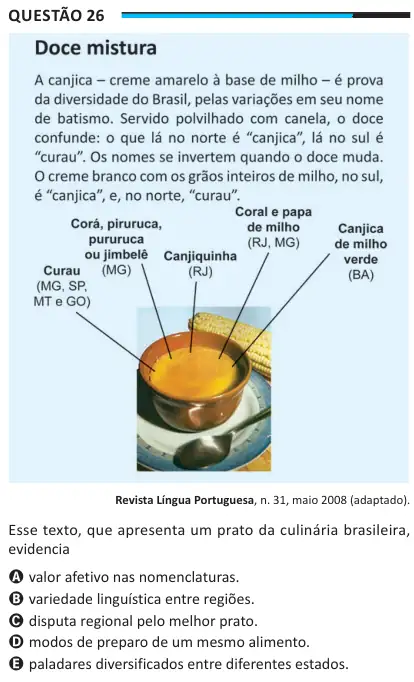 QUESTÃO 26
Doce mistura
A canjica – creme amarelo à base de milho – é prova
da diversidade do Brasil, pelas variações em seu nome
de batismo. Servido polvilhado com canela, o doce
confunde: o que lá no norte é “canjica”, lá no sul é
“curau”. Os nomes se invertem quando o doce muda.
O creme branco com os grãos inteiros de milho, no sul,
é “canjica”, e, no norte, “curau”.
Curau
(MG, SP,
MT e GO)
Corá, piruruca,
pururuca
ou jimbelê
(MG)
Canjiquinha
(RJ)
Coral e papa
de milho
(RJ, MG)
Canjica
de milho
verde
(BA)
Revista Língua Portuguesa, n. 31, maio 2008 (adaptado).
Esse texto, que apresenta um prato da culinária brasileira,
evidencia
A valor afetivo nas nomenclaturas.
B variedade linguística entre regiões.
C disputa regional pelo melhor prato.
D modos de preparo de um mesmo alimento.
E paladares diversificados entre diferentes estados.